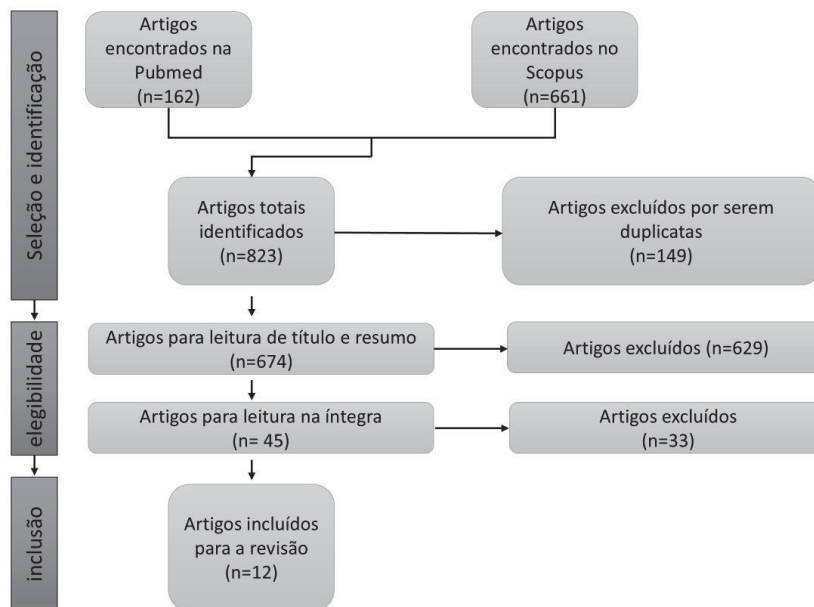 Seleção e identificação
Artigos
encontrados na
Pubmed
(n=162)
Artigos
encontrados no
Scopus
(n=661)
Artigos totais
identificados
(n=823)
Artigos excluídos por serem
duplicatas
(n=149)
elegibilidade
Artigos para leitura de título e resumo
(n=674)
Artigos excluídos (n=629)
Artigos para leitura na íntegra
(n= 45)
Artigos excluídos
(n=33)
inclusão
Artigos incluídos
para a revisão
(n=12)